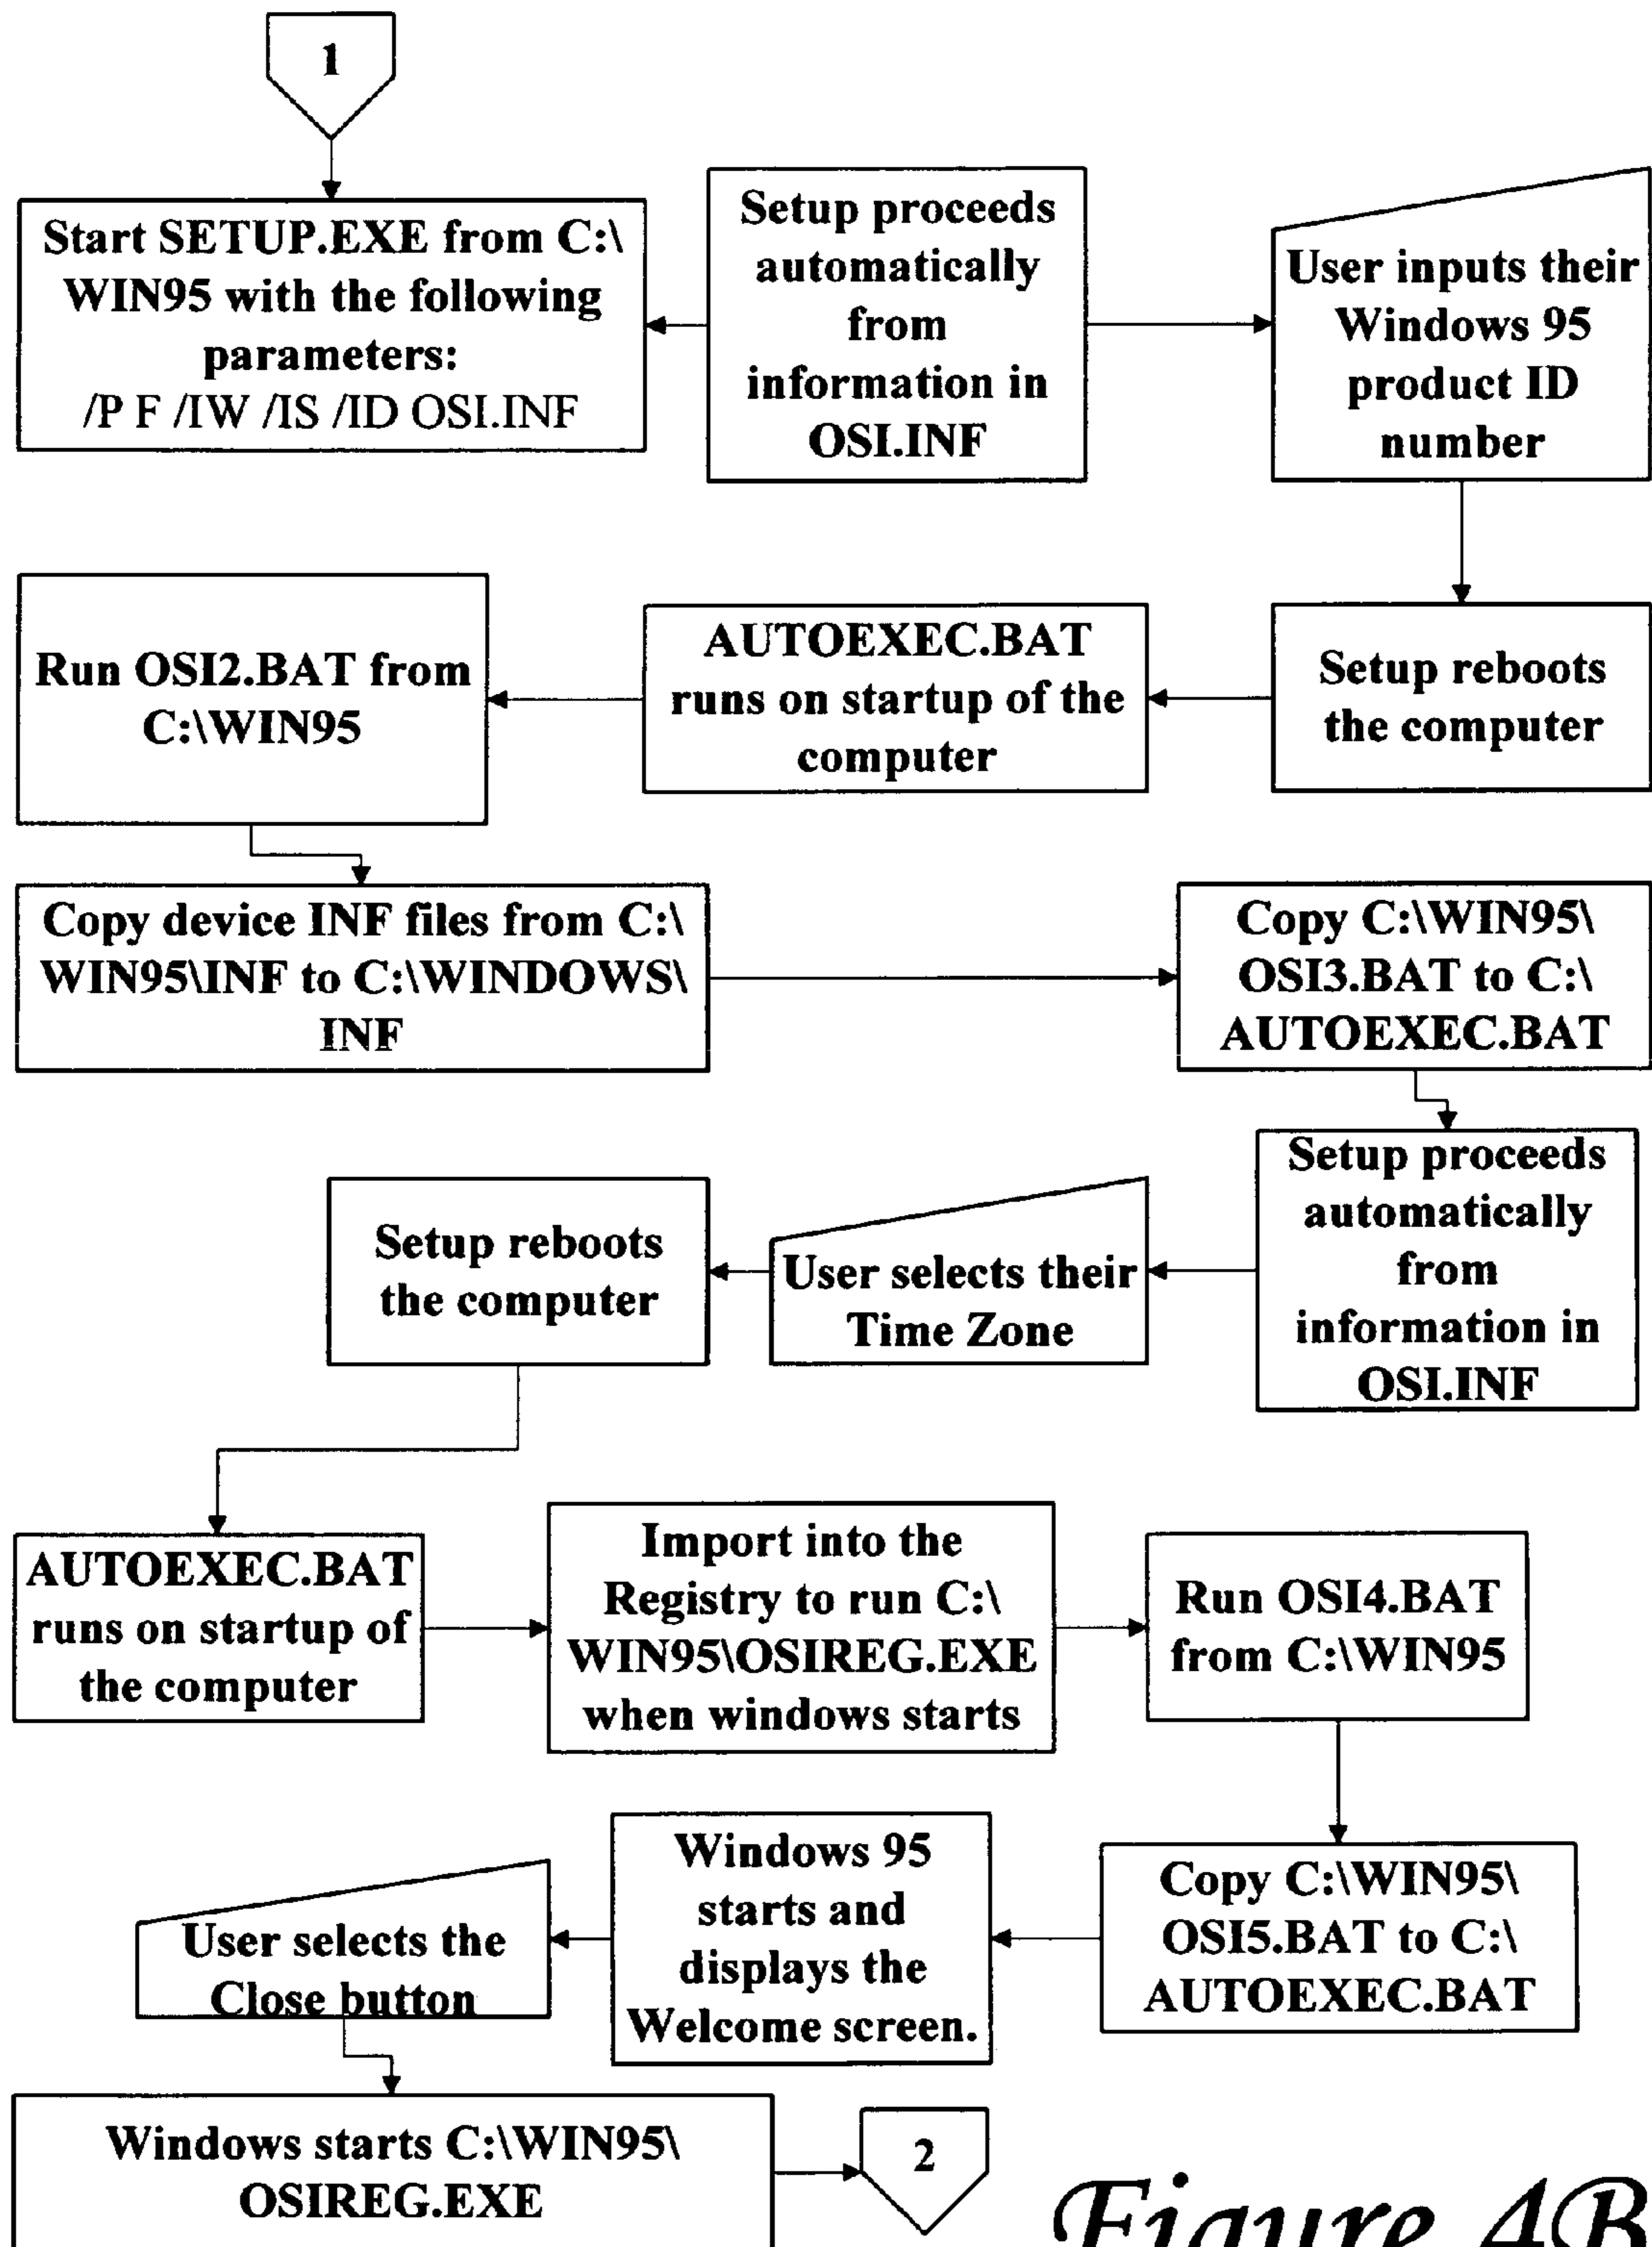 1
Start SETUP.EXE from C:\
WIN95 with the following
parameters:
/P F /IW /IS /ID OSI.INF
Setup proceeds
automatically
from
information in
OSI.INF
User inputs their
Windows 95
product ID
number
Setup reboots
the computer
AUTOEXEC.BAT
runs on startup of the
computer
Run OSI2.BAT from
C:\WIN95
Copy device INF files from C:\
WIN95\INF to C:\WINDOWS\
INF
Copy C:\WIN95\
OSI3.BAT to C:\
AUTOEXEC.BAT
Setup proceeds
automatically
from
information in
OSI.INF
User selects their
Time Zone
Setup reboots
the computer
AUTOEXEC.BAT
runs on startup of
the computer
Import into the
Registry to run C:\
WIN95\OSIREG.EXE
when windows starts
Run OSI4.BAT
from C:\WIN95
Copy C:\WIN95\
OSI5.BAT to C:\
AUTOEXEC.BAT
Windows 95
starts and
displays the
Welcome screen.
User selects the
Close button
Windows starts C:\WIN95\
OSIREG.EXE
2
Figure 4B